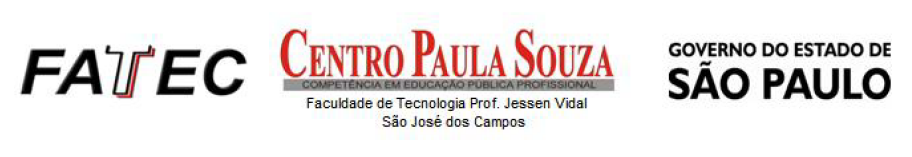 FATEC
CENTRO PAULA SOUZA
COMPETÊNCIA EM EDUCAÇÃO PÚBLICA PROFISSIONAL
Faculdade de Tecnologia Prof. Jessen Vidal
São José dos Campos
GOVERNO DO ESTADO DE
SÃO PAULO